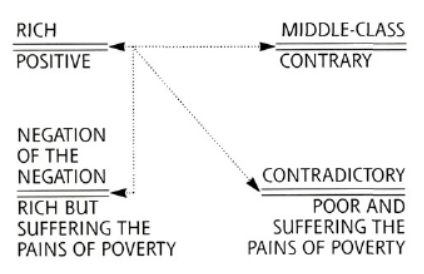 RICH
POSITIVE
MIDDLE-CLASS
CONTRARY
NEGATION
OF THE
NEGATION
RICH BUT
SUFFERING THE
PAINS OF POVERTY
CONTRADICTORY
POOR AND
SUFFERING THE
PAINS OF POVERTY